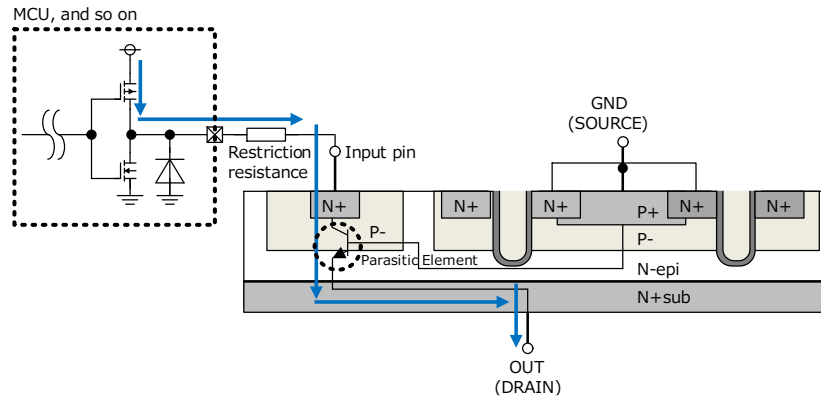 MCU, and so on
GND
(SOURCE)
Restriction
resistance
Input pin
N+
N+
N+
P+
N+
N+
P-
P-
Parasitic Element
N-epi
N+sub
OUT
(DRAIN)